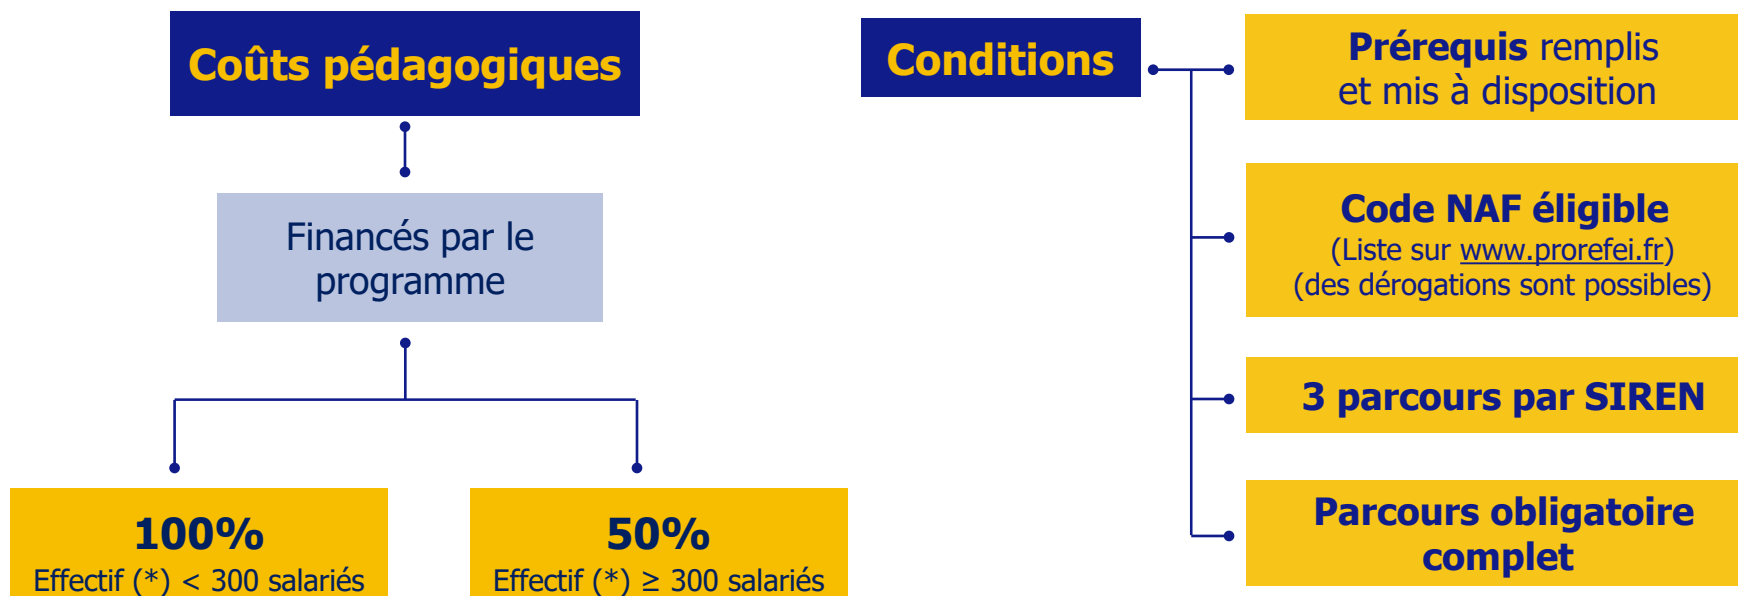 Coûts pédagogiques
Financés par le
programme
100%
Effectif (*) < 300 salariés
50%
Effectif (*) ≥ 300 salariés
Conditions
Prérequis remplis
et mis à disposition
Code NAF éligible
(Liste sur www.prorefei.fr)
(des dérogations sont possibles)
3 parcours par SIREN
Parcours obligatoire
complet